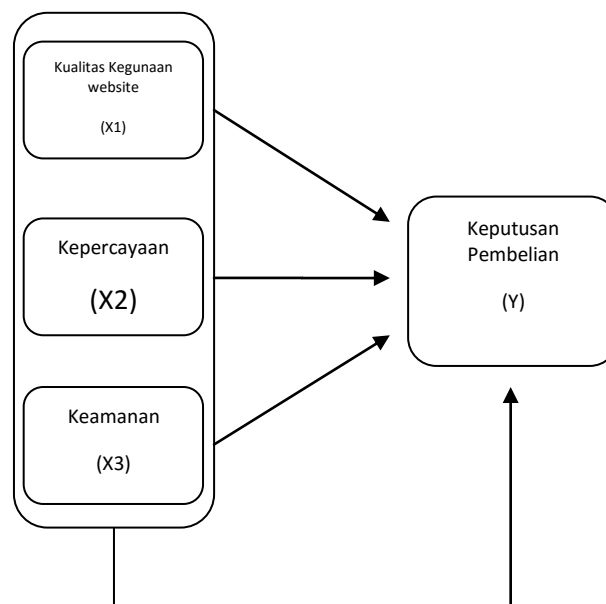 Kualitas Kegunaan
website
(X1)
Kepercayaan
(X2)
Keamanan
(X3)
Keputusan
Pembelian
(Y)